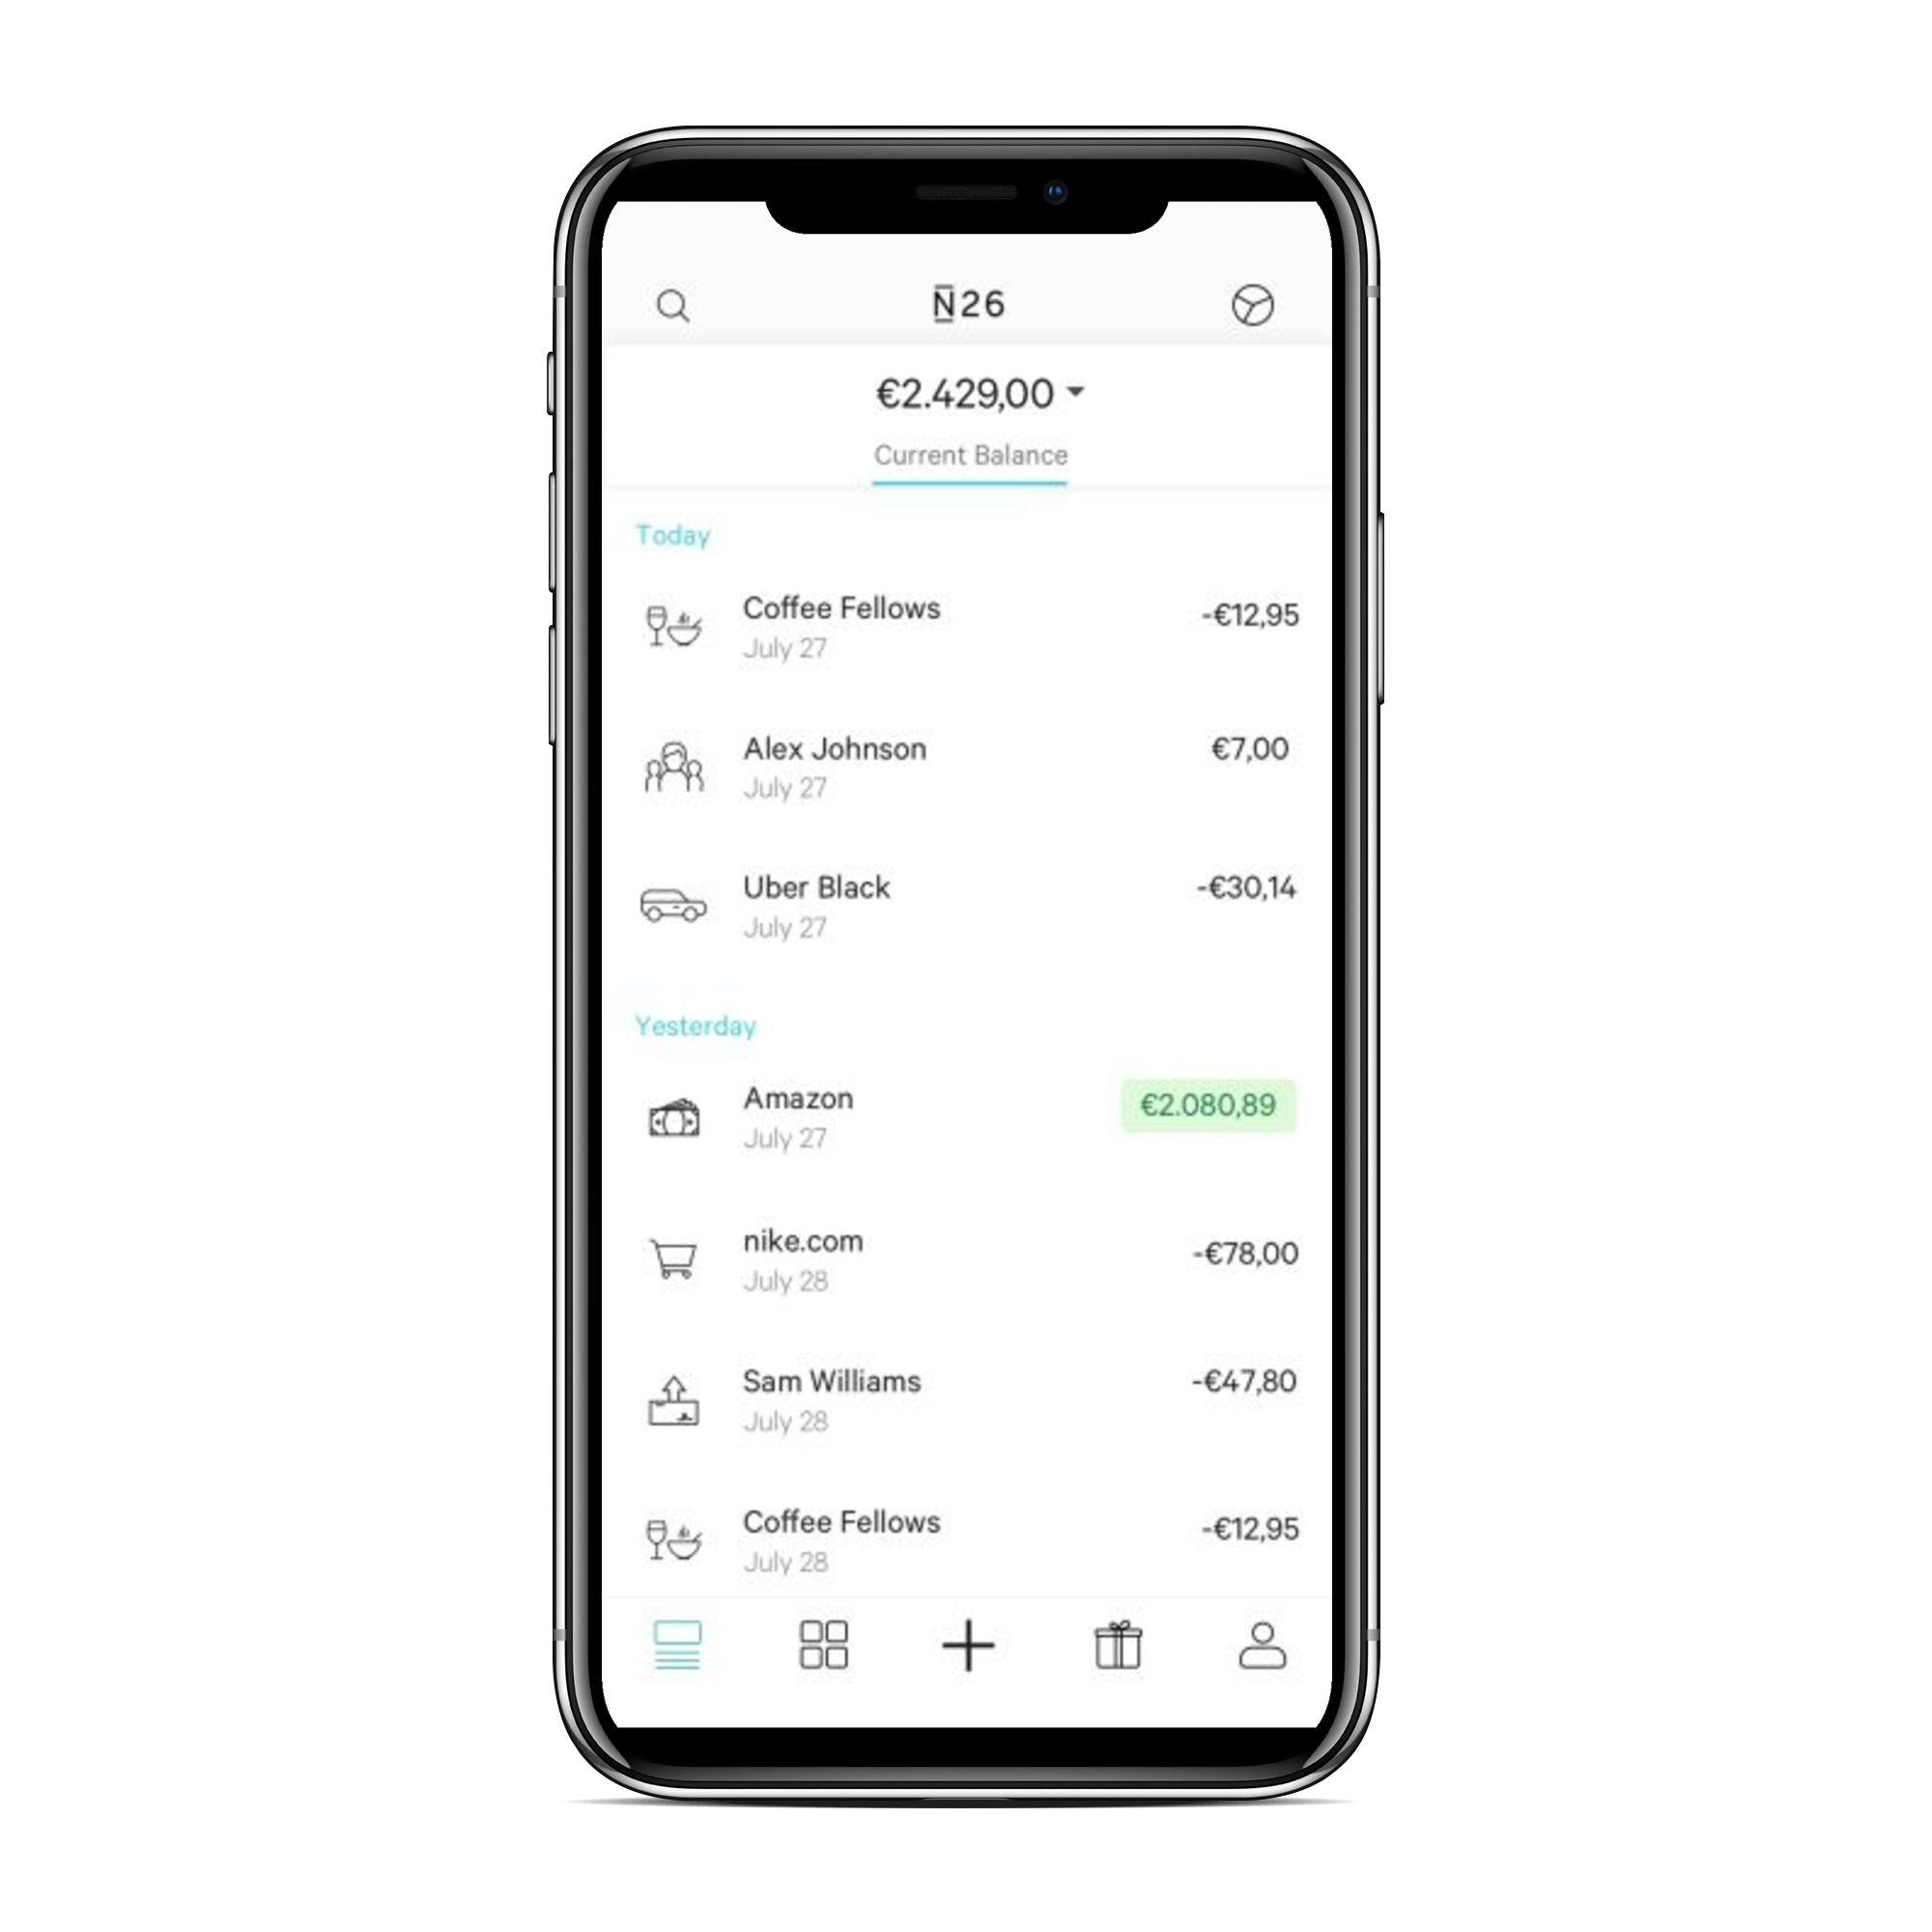 N26
€2.429,00
Current Balance
Today
Coffee Fellows -€12,95
July 27
Alex Johnson €7,00
July 27
Uber Black -€30,14
July 27
Yesterday
Amazon €2.080,89
July 27
nike.com -€78,00
July 28
Sam Williams -€47,80
July 28
Coffee Fellows -€12,95
July 28